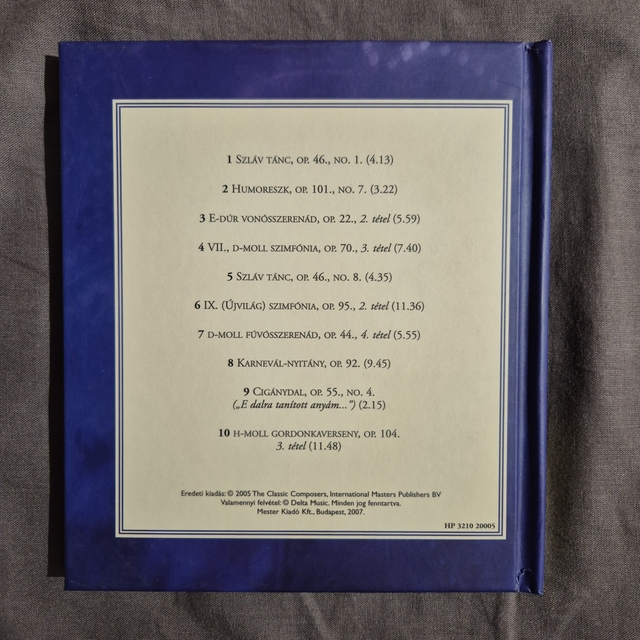 1 Szláv tánc, op. 46., no. 1. (4.13)
2 Humoreszk, op. 101., no. 7. (3.22)
3 E-dúr vonósszerenád, op. 22., 2. tétel (5.59)
4 VII., d-moll szimfónia, op. 70., 3. tétel (7.40)
5 Szláv tánc, op. 46., no. 8. (4.35)
6 IX. (Újvilág) szimfónia, op. 95., 2. tétel (11.36)
7 d-moll fúvósszerenád, op. 44., 4. tétel (5.55)
8 Karnevál-nyitány, op. 92. (9.45)
9 Cigánydal, op. 55., no. 4.
(„E dalra tanított anyám...") (2.15)
10 h-moll gordonkaverseny, op. 104.
3. tétel (11.48)
Eredeti kiadás: © 2005 The Classic Composers, International Masters Publishers BV
Valamennyi felvétel: © Delta Music. Minden jog fenntartva.
Mester Kiadó Kft., Budapest, 2007.
HP 3210 20005